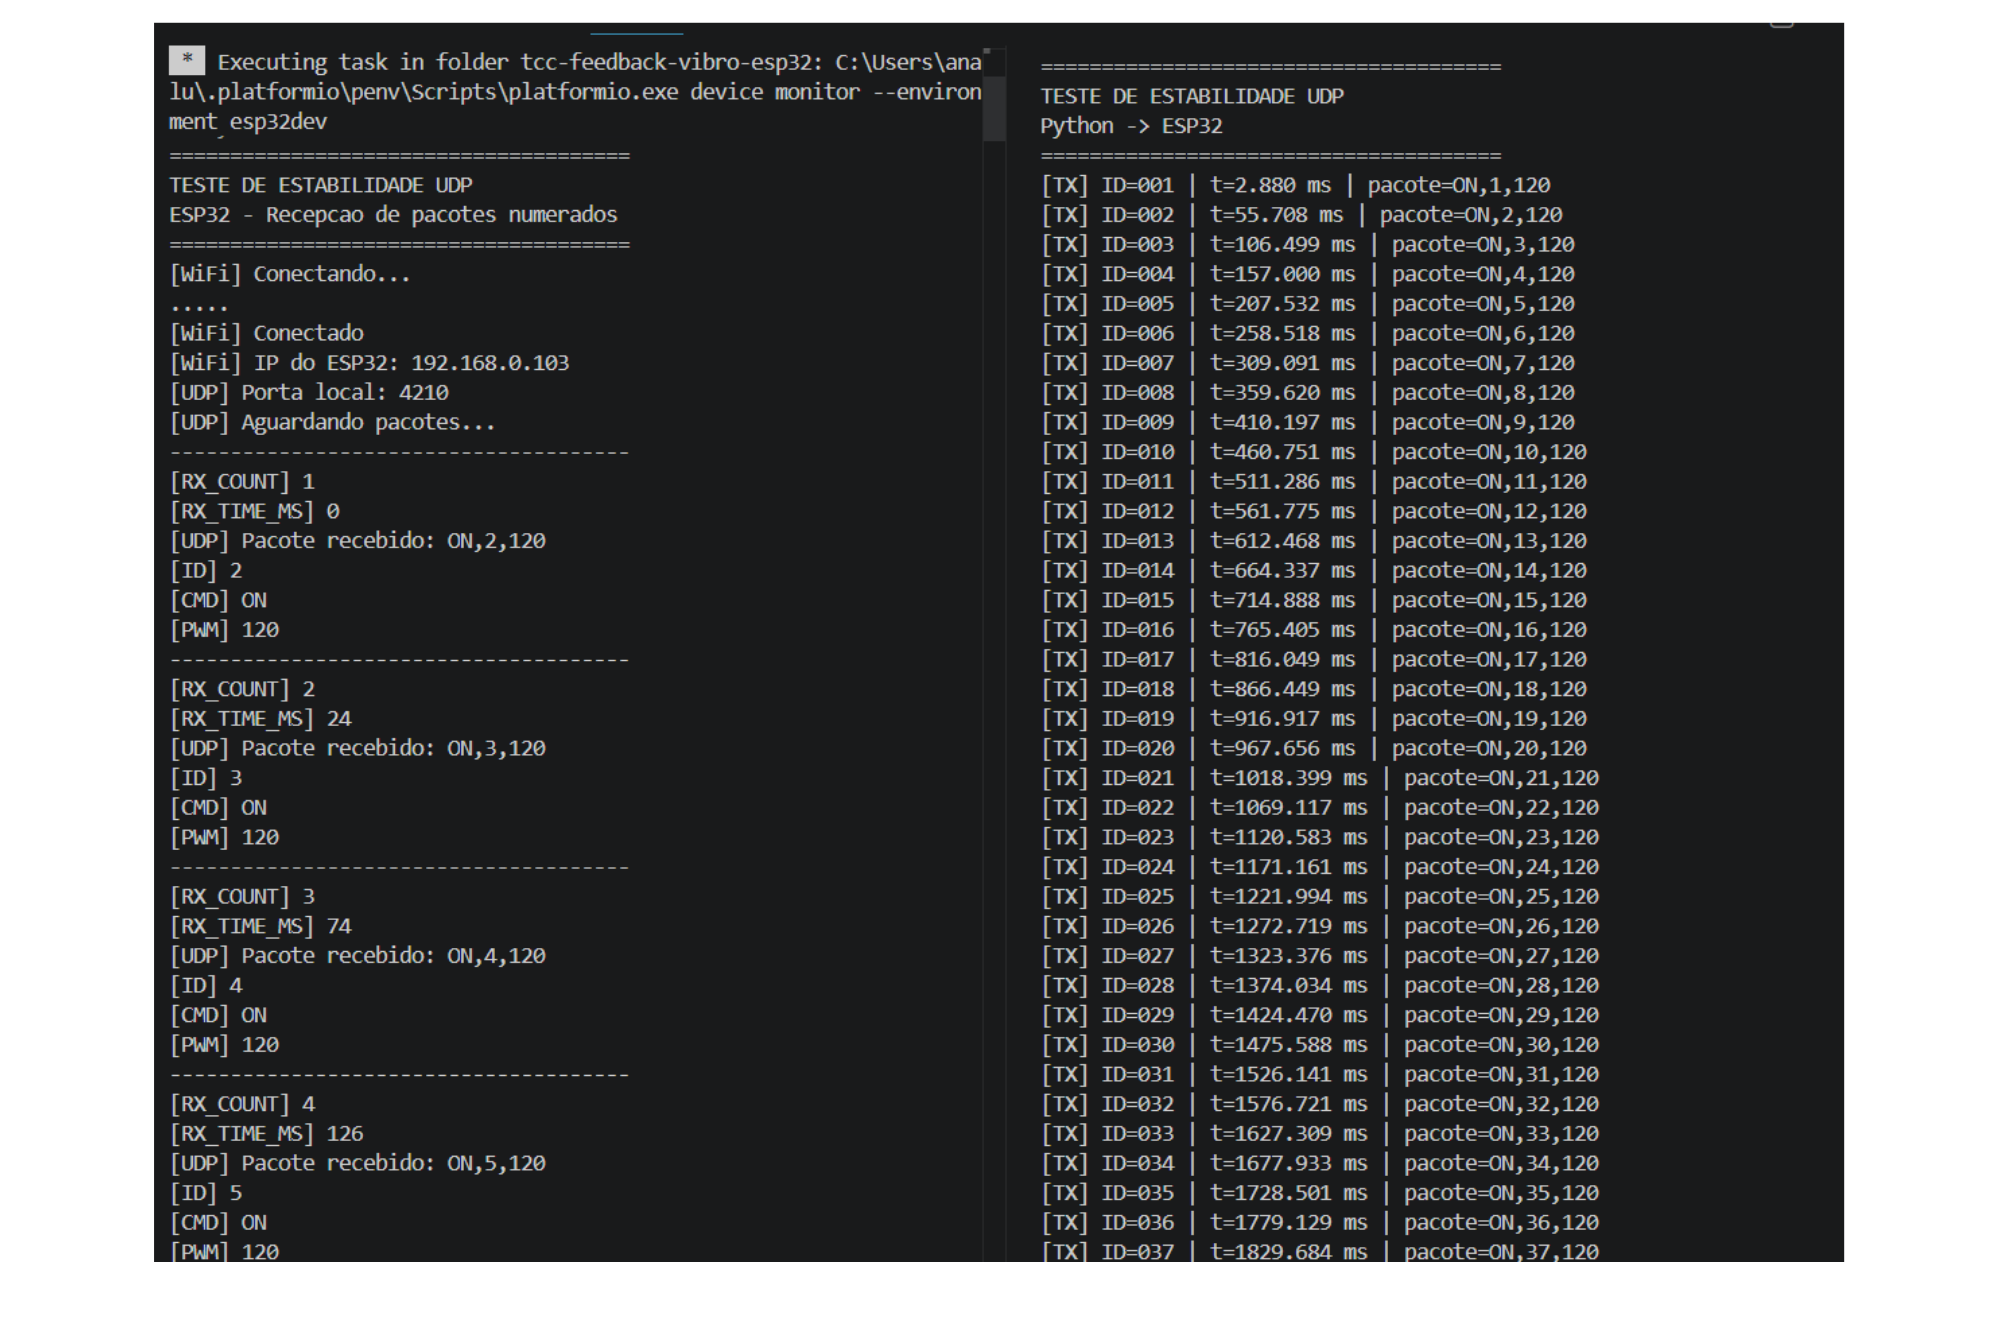 * Executing task in folder tcc-feedback-vibro-esp32: C:\Users\ana
lu\.platformio\penv\Scripts\platformio.exe device monitor --environ
ment esp32dev
======================================
TESTE DE ESTABILIDADE UDP
ESP32 - Recepcao de pacotes numerados
======================================
[WiFi] Conectando...
.....
[WiFi] Conectado
[WiFi] IP do ESP32: 192.168.0.103
[UDP] Porta local: 4210
[UDP] Aguardando pacotes...
--------------------------------------
[RX_COUNT] 1
[RX_TIME_MS] 0
[UDP] Pacote recebido: ON,2,120
[ID] 2
[CMD] ON
[PWM] 120
--------------------------------------
[RX_COUNT] 2
[RX_TIME_MS] 24
[UDP] Pacote recebido: ON,3,120
[ID] 3
[CMD] ON
[PWM] 120
--------------------------------------
[RX_COUNT] 3
[RX_TIME_MS] 74
[UDP] Pacote recebido: ON,4,120
[ID] 4
[CMD] ON
[PWM] 120
--------------------------------------
[RX_COUNT] 4
[RX_TIME_MS] 126
[UDP] Pacote recebido: ON,5,120
[ID] 5
[CMD] ON
[PWM] 120
======================================
TESTE DE ESTABILIDADE UDP
Python -> ESP32
======================================
[TX] ID=001 | t=2.880 ms | pacote=ON,1,120
[TX] ID=002 | t=55.708 ms | pacote=ON,2,120
[TX] ID=003 | t=106.499 ms | pacote=ON,3,120
[TX] ID=004 | t=157.000 ms | pacote=ON,4,120
[TX] ID=005 | t=207.532 ms | pacote=ON,5,120
[TX] ID=006 | t=258.518 ms | pacote=ON,6,120
[TX] ID=007 | t=309.091 ms | pacote=ON,7,120
[TX] ID=008 | t=359.620 ms | pacote=ON,8,120
[TX] ID=009 | t=410.197 ms | pacote=ON,9,120
[TX] ID=010 | t=460.751 ms | pacote=ON,10,120
[TX] ID=011 | t=511.286 ms | pacote=ON,11,120
[TX] ID=012 | t=561.775 ms | pacote=ON,12,120
[TX] ID=013 | t=612.468 ms | pacote=ON,13,120
[TX] ID=014 | t=664.337 ms | pacote=ON,14,120
[TX] ID=015 | t=714.888 ms | pacote=ON,15,120
[TX] ID=016 | t=765.405 ms | pacote=ON,16,120
[TX] ID=017 | t=816.049 ms | pacote=ON,17,120
[TX] ID=018 | t=866.449 ms | pacote=ON,18,120
[TX] ID=019 | t=916.917 ms | pacote=ON,19,120
[TX] ID=020 | t=967.656 ms | pacote=ON,20,120
[TX] ID=021 | t=1018.399 ms | pacote=ON,21,120
[TX] ID=022 | t=1069.117 ms | pacote=ON,22,120
[TX] ID=023 | t=1120.583 ms | pacote=ON,23,120
[TX] ID=024 | t=1171.161 ms | pacote=ON,24,120
[TX] ID=025 | t=1221.994 ms | pacote=ON,25,120
[TX] ID=026 | t=1272.719 ms | pacote=ON,26,120
[TX] ID=027 | t=1323.376 ms | pacote=ON,27,120
[TX] ID=028 | t=1374.034 ms | pacote=ON,28,120
[TX] ID=029 | t=1424.470 ms | pacote=ON,29,120
[TX] ID=030 | t=1475.588 ms | pacote=ON,30,120
[TX] ID=031 | t=1526.141 ms | pacote=ON,31,120
[TX] ID=032 | t=1576.721 ms | pacote=ON,32,120
[TX] ID=033 | t=1627.309 ms | pacote=ON,33,120
[TX] ID=034 | t=1677.933 ms | pacote=ON,34,120
[TX] ID=035 | t=1728.501 ms | pacote=ON,35,120
[TX] ID=036 | t=1779.129 ms | pacote=ON,36,120
[TX] ID=037 | t=1829.684 ms | pacote=ON,37,120